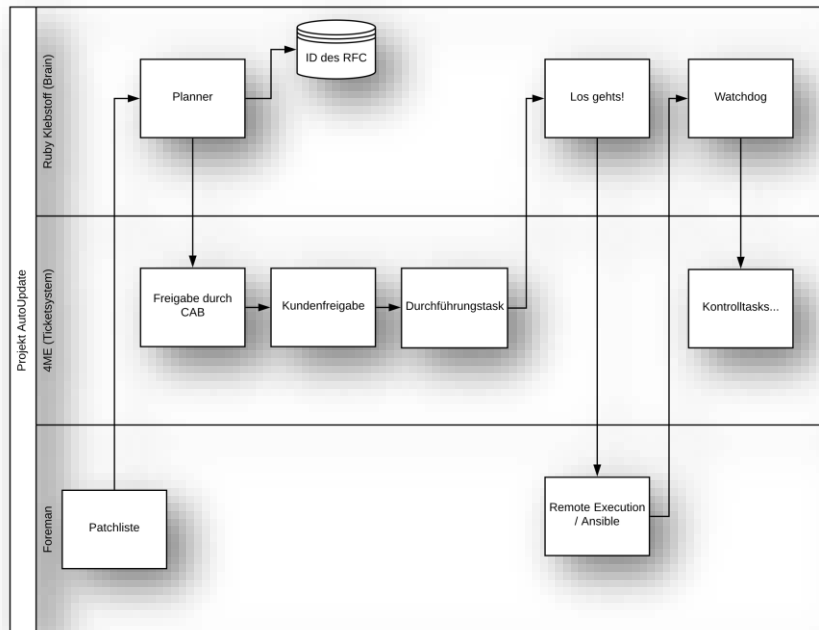 Projekt AutoUpdate
Ruby Klebstoff (Brain)
Planner
ID des RFC
Los gehts!
Watchdog
4ME (Ticketsystem)
Freigabe durch
CAB
Kundenfreigabe
Durchführungstask
Kontrolltasks...
Foreman
Patchliste
Remote Execution
/ Ansible